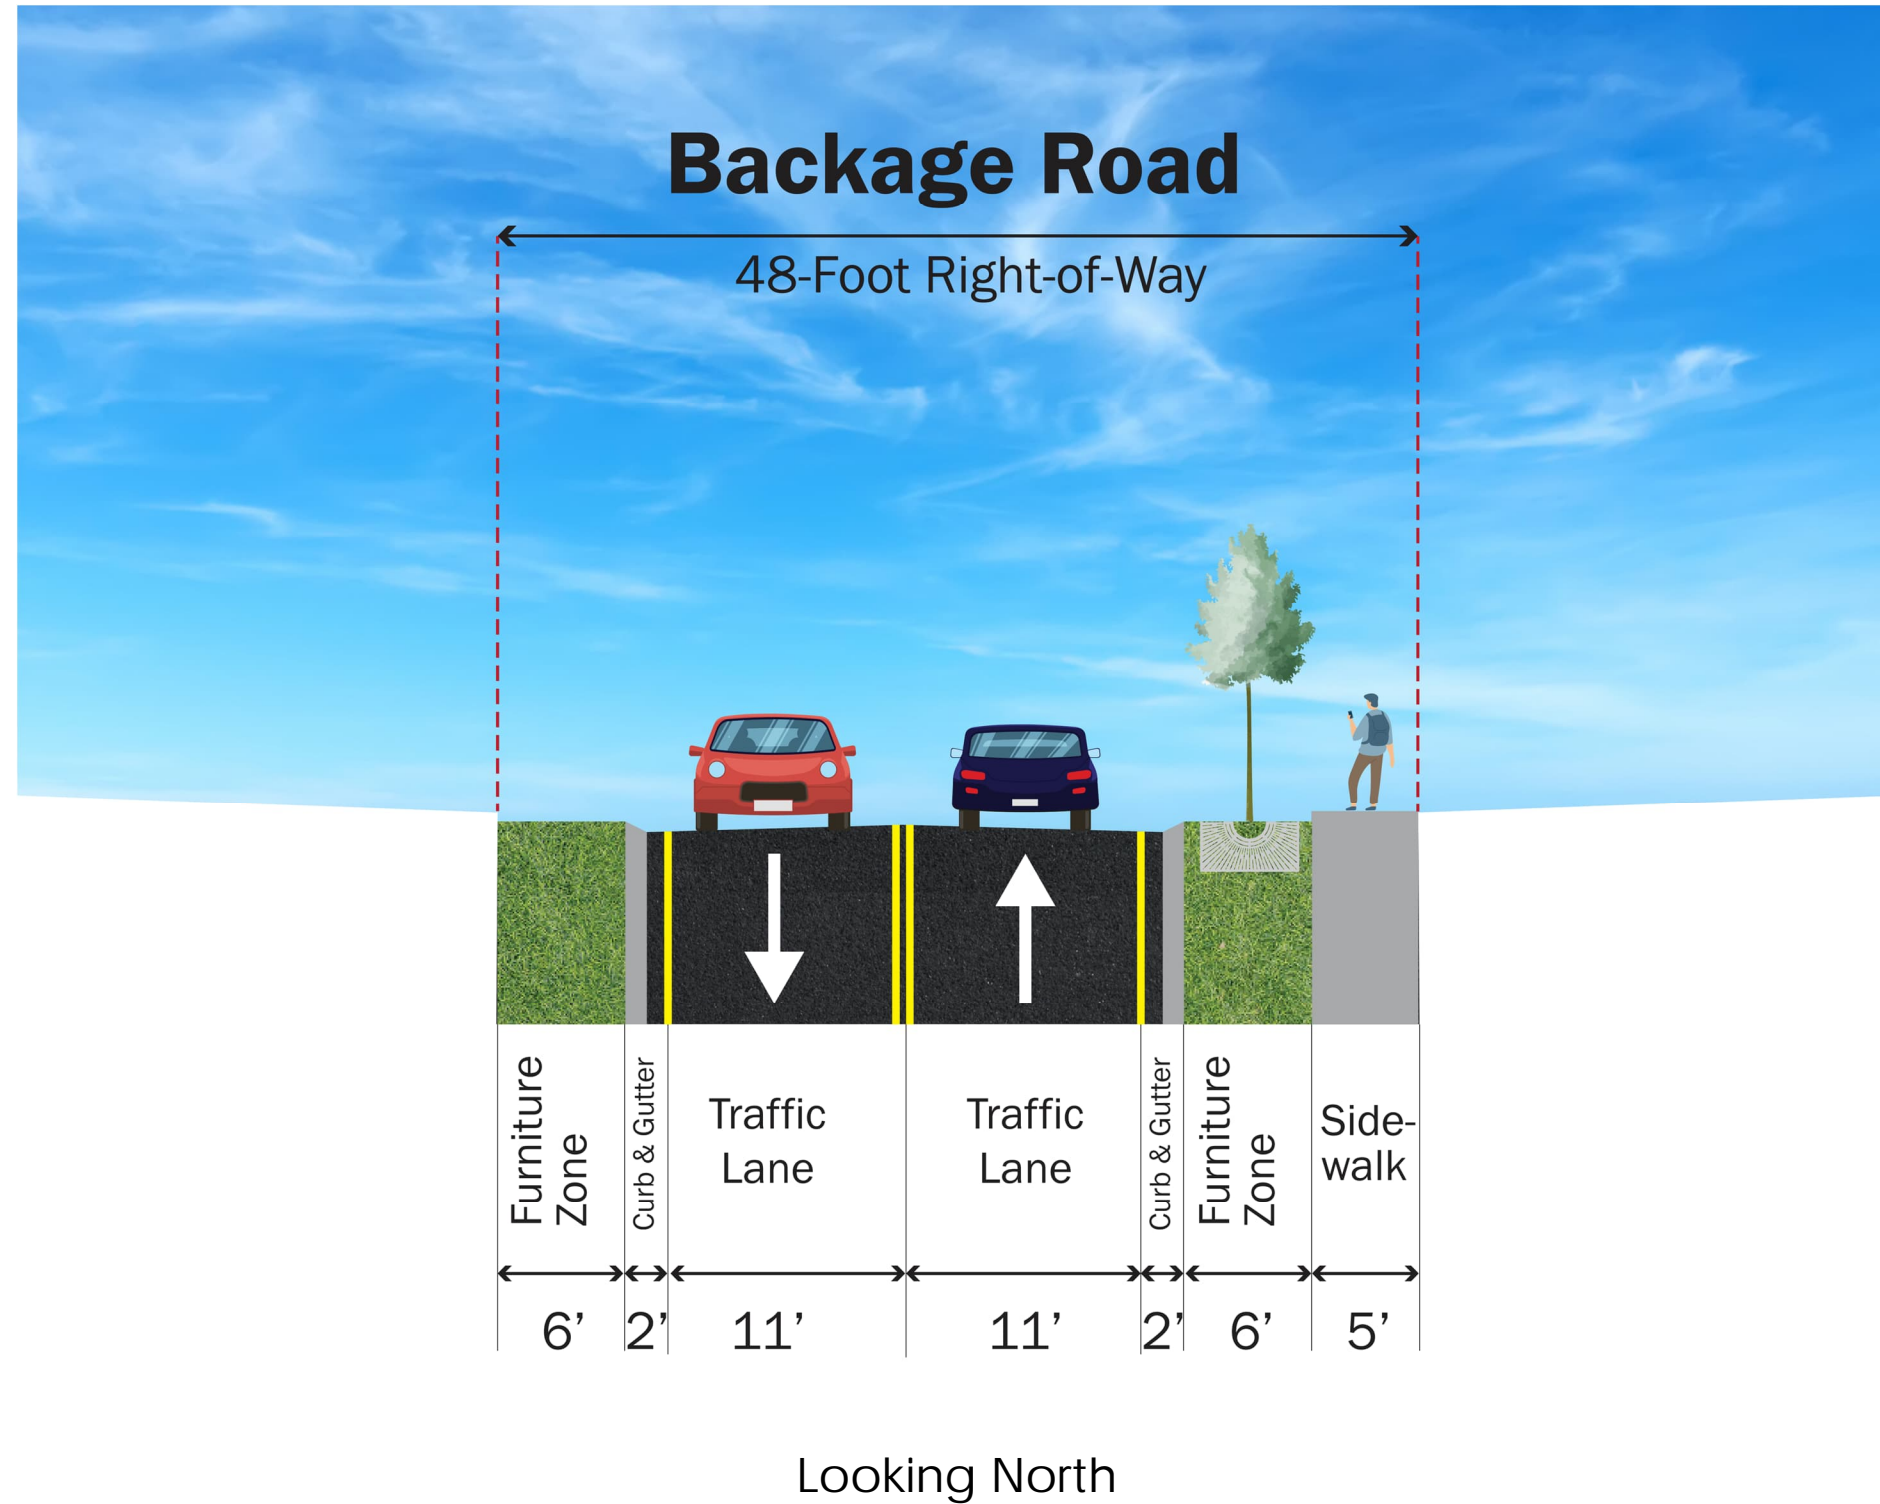 Backage Road
48-Foot Right-of-Way
Furniture
Zone
Curb & Gutter
Traffic
Lane
Traffic
Lane
Curb & Gutter
Furniture
Zone
Side-
walk
6’ 2’ 11’ 11’ 2’ 6’ 5’
Looking North